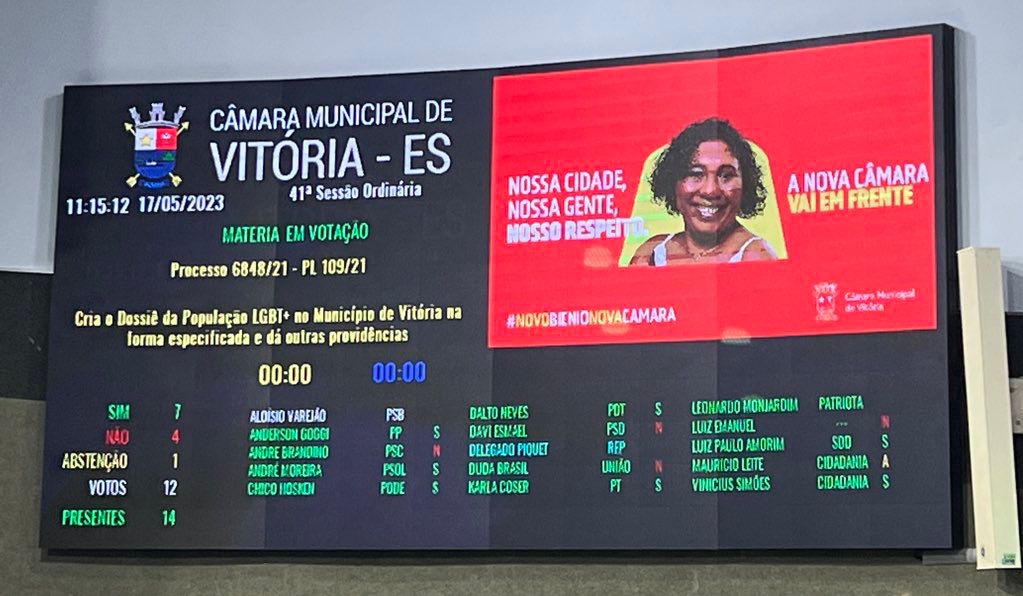 CÂMARA MUNICIPAL DE
VITÓRIA - ES
41ª Sessão Ordinária
11:15:12 17/05/2023
MATERIA EM VOTAÇÃO
Processo 6848/21 - PL 109/21
Cria o Dossiê da População LGBT+ no Município de Vitória na
forma especificada e dá outras providências
00:00 00:00
NOSSA CIDADE,
NOSSA GENTE,
NOSSO RESPEITO.
A NOVA CÂMARA
VAI EM FRENTE
#NOVOBIENIONOVACAMARA
Câmara Municipal
de Vitória
SIM 7
NÃO 4
ABSTENÇÃO 1
VOTOS 12
PRESENTES 14
ALOÍSIO VAREJÃO PSB
ANDERSON GOGGI PP S
ANDRE BRANDINO PSC N
ANDRÉ MOREIRA PSOL S
CHICO HOSKEN PODE S
DALTO NEVES PDT S
DAVI ESMAEL PSD N
DELEGADO PIQUET REP
DUDA BRASIL UNIÃO N
KARLA COSER PT S
LEONARDO MONJARDIM PATRIOTA
LUIZ EMANUEL --- N
LUIZ PAULO AMORIM SDD S
MAURICIO LEITE CIDADANIA A
VINICIUS SIMÕES CIDADANIA S